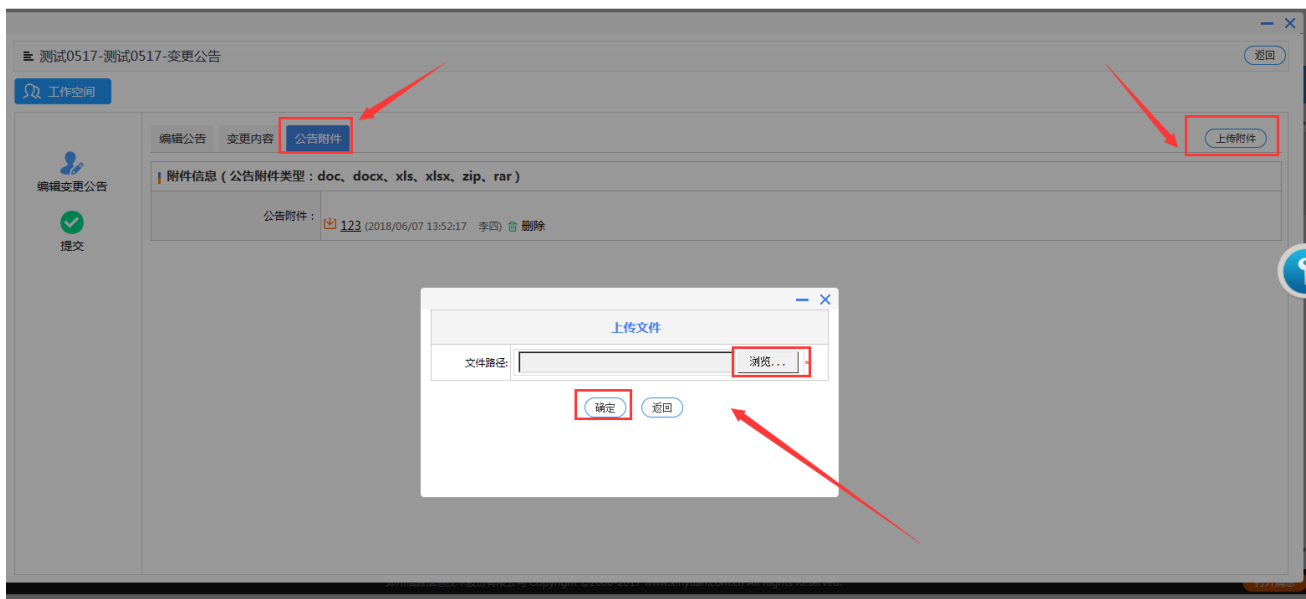 测试0517-测试0517-变更公告
返回
工作空间
编辑公告 变更内容 公告附件
上传附件
编辑变更公告
提交
附件信息（公告附件类型：doc、docx、xls、xlsx、zip、rar）
公告附件：
123 (2018/06/07 13:52:17 李四) 删除
上传文件
文件路径:
浏览...
确定
返回